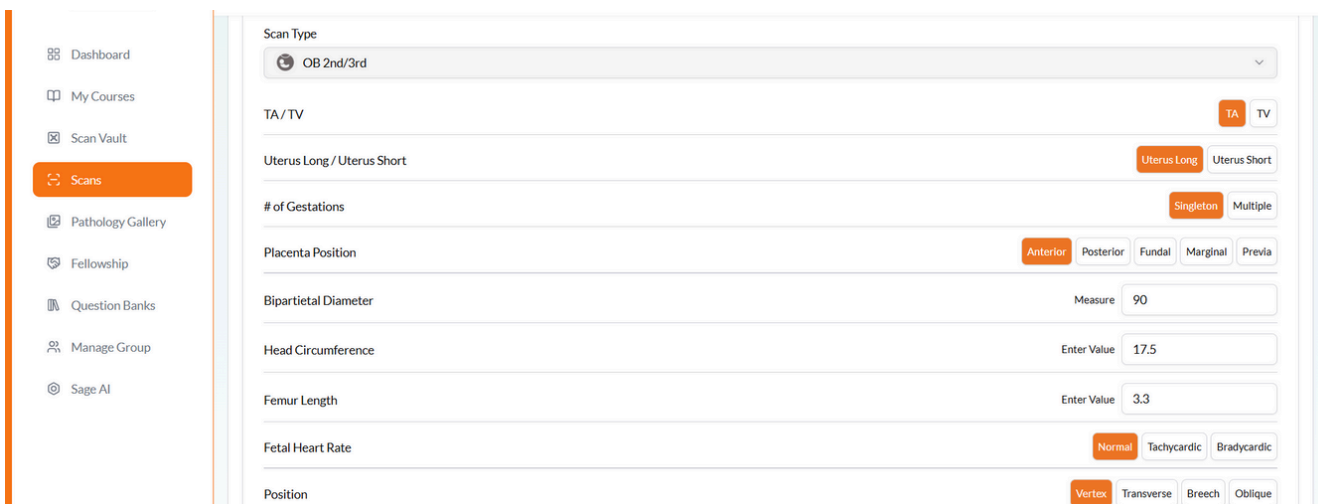 Dashboard
My Courses
Scan Vault
Scans
Pathology Gallery
Fellowship
Question Banks
Manage Group
Sage AI
Scan Type
OB 2nd/3rd
TA / TV TA TV
Uterus Long / Uterus Short Uterus Long Uterus Short
# of Gestations Singleton Multiple
Placenta Position Anterior Posterior Fundal Marginal Previa
Bipartietal Diameter Measure 90
Head Circumference Enter Value 17.5
Femur Length Enter Value 3.3
Fetal Heart Rate Normal Tachycardic Bradycardic
Position Vertex Transverse Breech Oblique